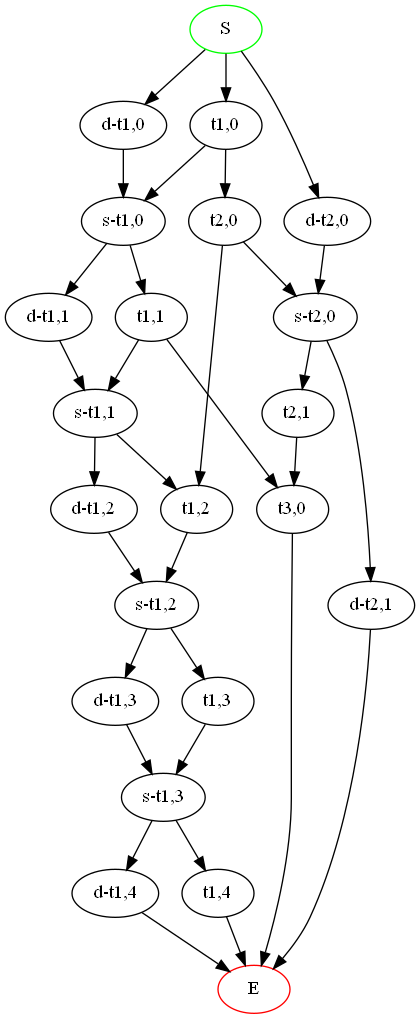 S
d-t1,0
t1,0
s-t1,0
t2,0
d-t2,0
d-t1,1
t1,1
s-t2,0
s-t1,1
t2,1
d-t1,2
t1,2
t3,0
s-t1,2
d-t2,1
d-t1,3
t1,3
s-t1,3
d-t1,4
t1,4
E